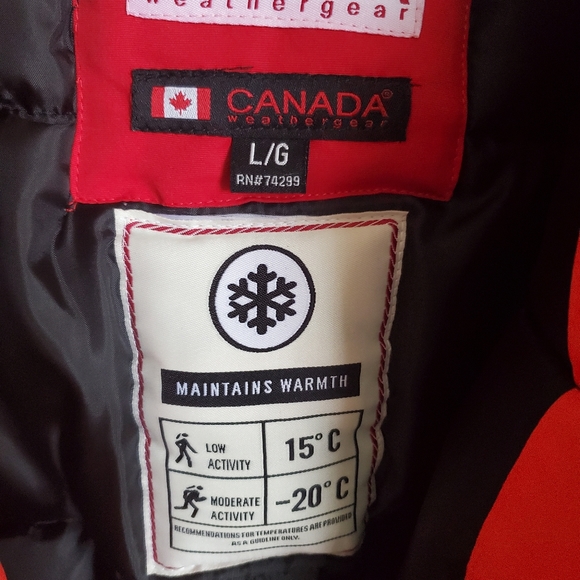 weathergear
CANADA®
weathergear
L/G
RN#74299
MAINTAINS WARMTH
LOW
ACTIVITY
15°C
MODERATE
ACTIVITY
-20°C
RECOMMENDATIONS FOR TEMPERATURES ARE PROVIDED
AS A GUIDELINE ONLY.